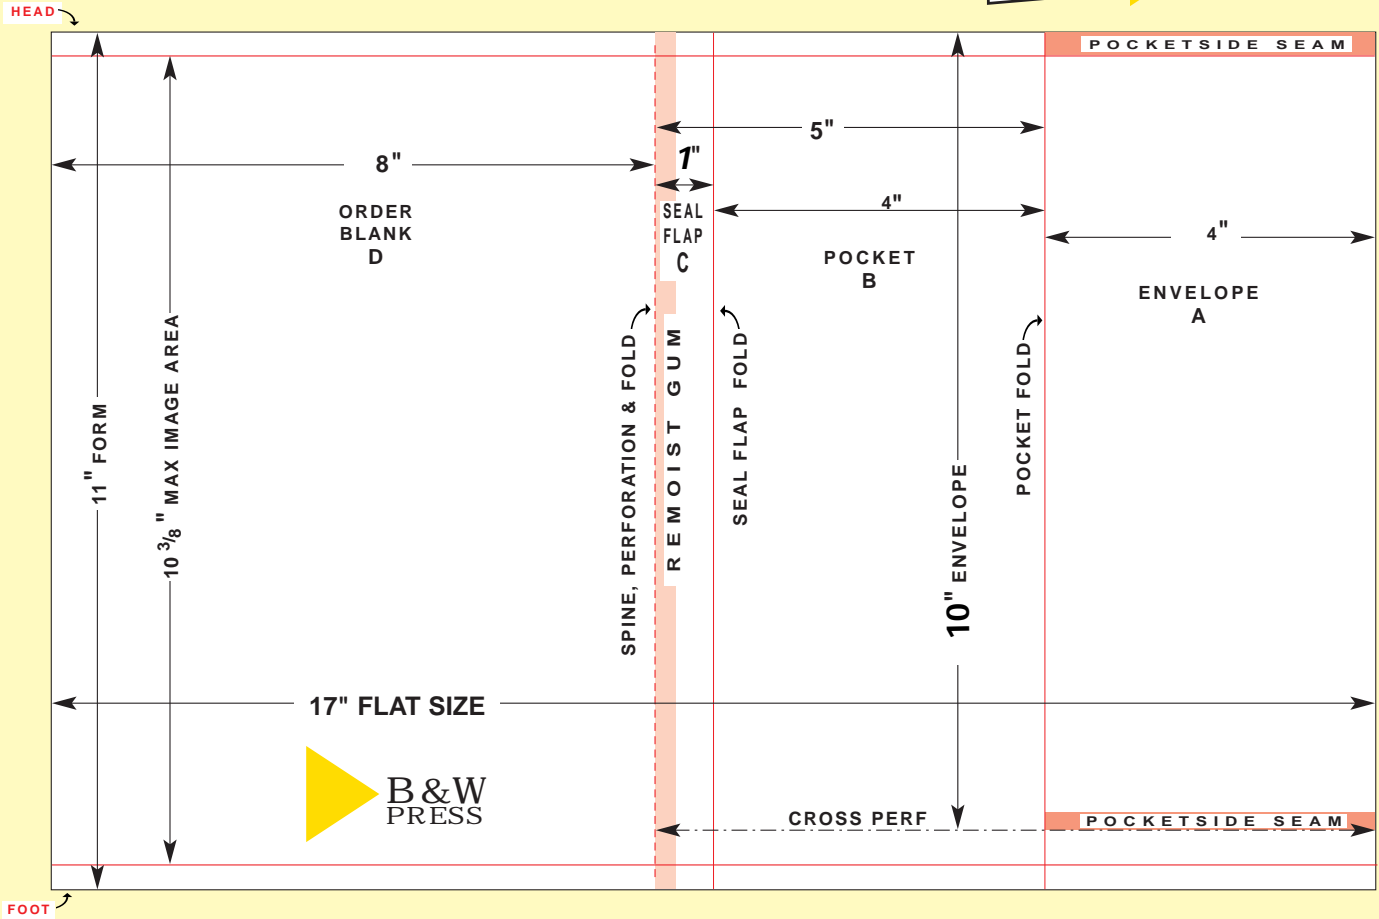 HEAD
POCKETSIDE SEAM
5"
1"
8"
4"
4"
ORDER
BLANK
D
SEAL
FLAP
C
POCKET
B
ENVELOPE
A
11" FORM
10 3/8" MAX IMAGE AREA
SPINE, PERFORATION & FOLD
REMOIST GUM
SEAL FLAP FOLD
10" ENVELOPE
POCKET FOLD
17" FLAT SIZE
B&W
PRESS
CROSS PERF
POCKETSIDE SEAM
FOOT